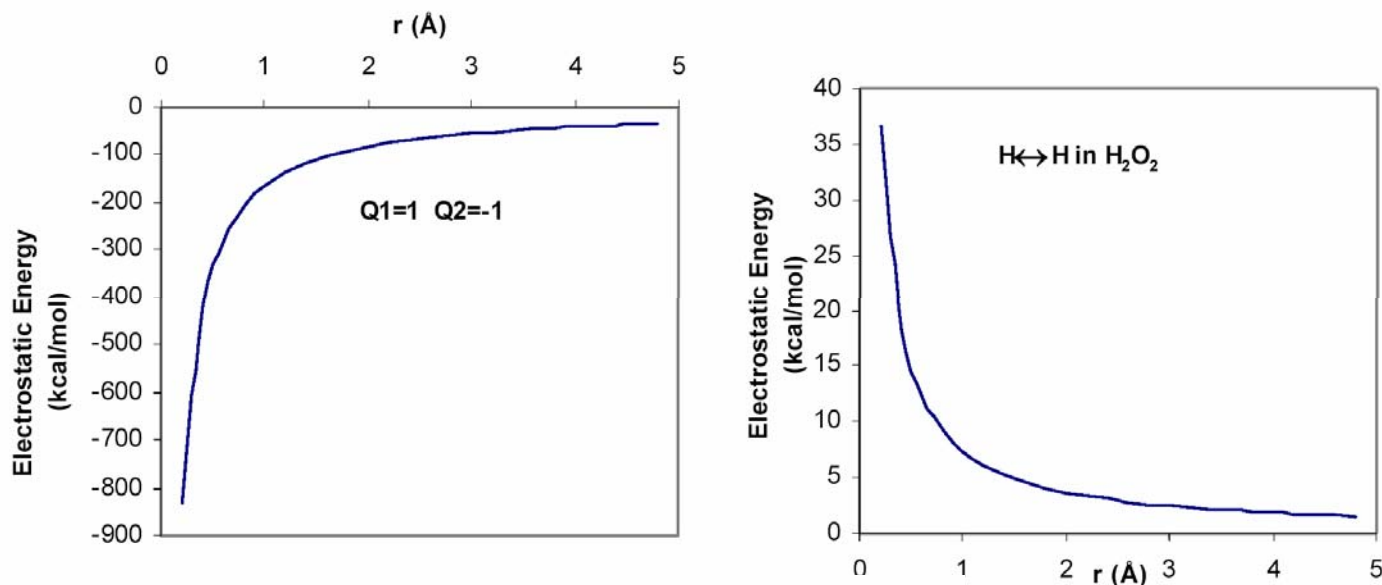 r (Å)
0 1 2 3 4 5
0
-100
-200
-300
-400
-500
-600
-700
-800
-900
Electrostatic Energy
(kcal/mol)
Q1=1 Q2=-1
40
35
30
25
20
15
10
5
0
Electrostatic Energy
(kcal/mol)
H↔H in H₂O₂
0 1 2 3 4 5
r (Å)